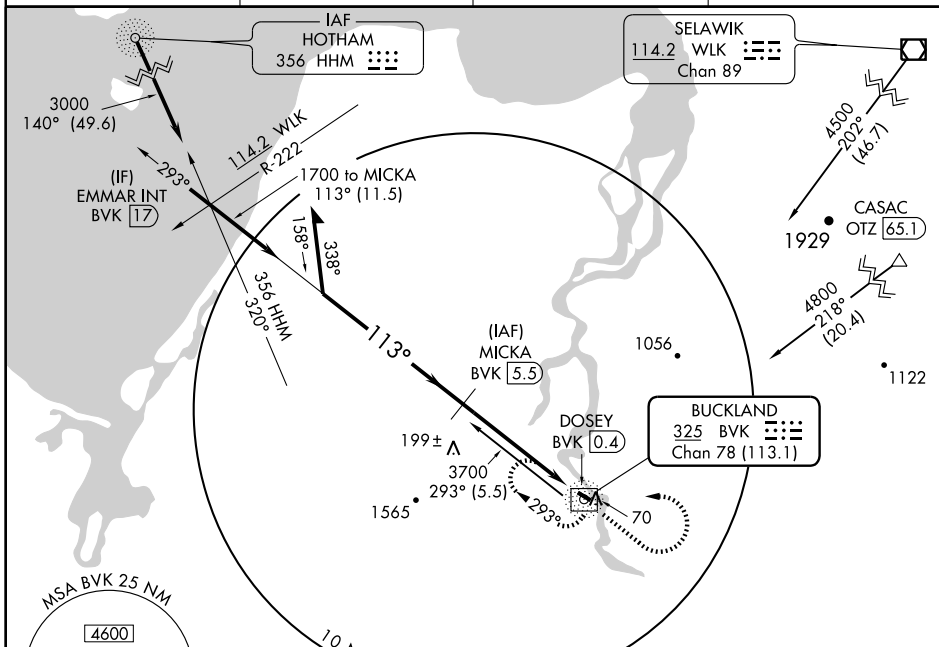 IAF
HOTHAM
356 HHM
SELAWIK
114.2 WLK
Chan 89
3000
140° (49.6)
114.2 WLK
R-222
4500
202°
(46.7)
293°
1700 to MICKA
113° (11.5)
(IF)
EMMAR INT
BVK 17
CASAC
OTZ 65.1
1929
158°
338°
356 HHM
320°
4800
218°
(20.4)
113°
(IAF)
MICKA
BVK 5.5
1056
1122
DOSEY
BVK 0.4
BUCKLAND
325 BVK
Chan 78 (113.1)
199±
3700
293° (5.5)
1565
293°
70
MSA BVK 25 NM
4600
10